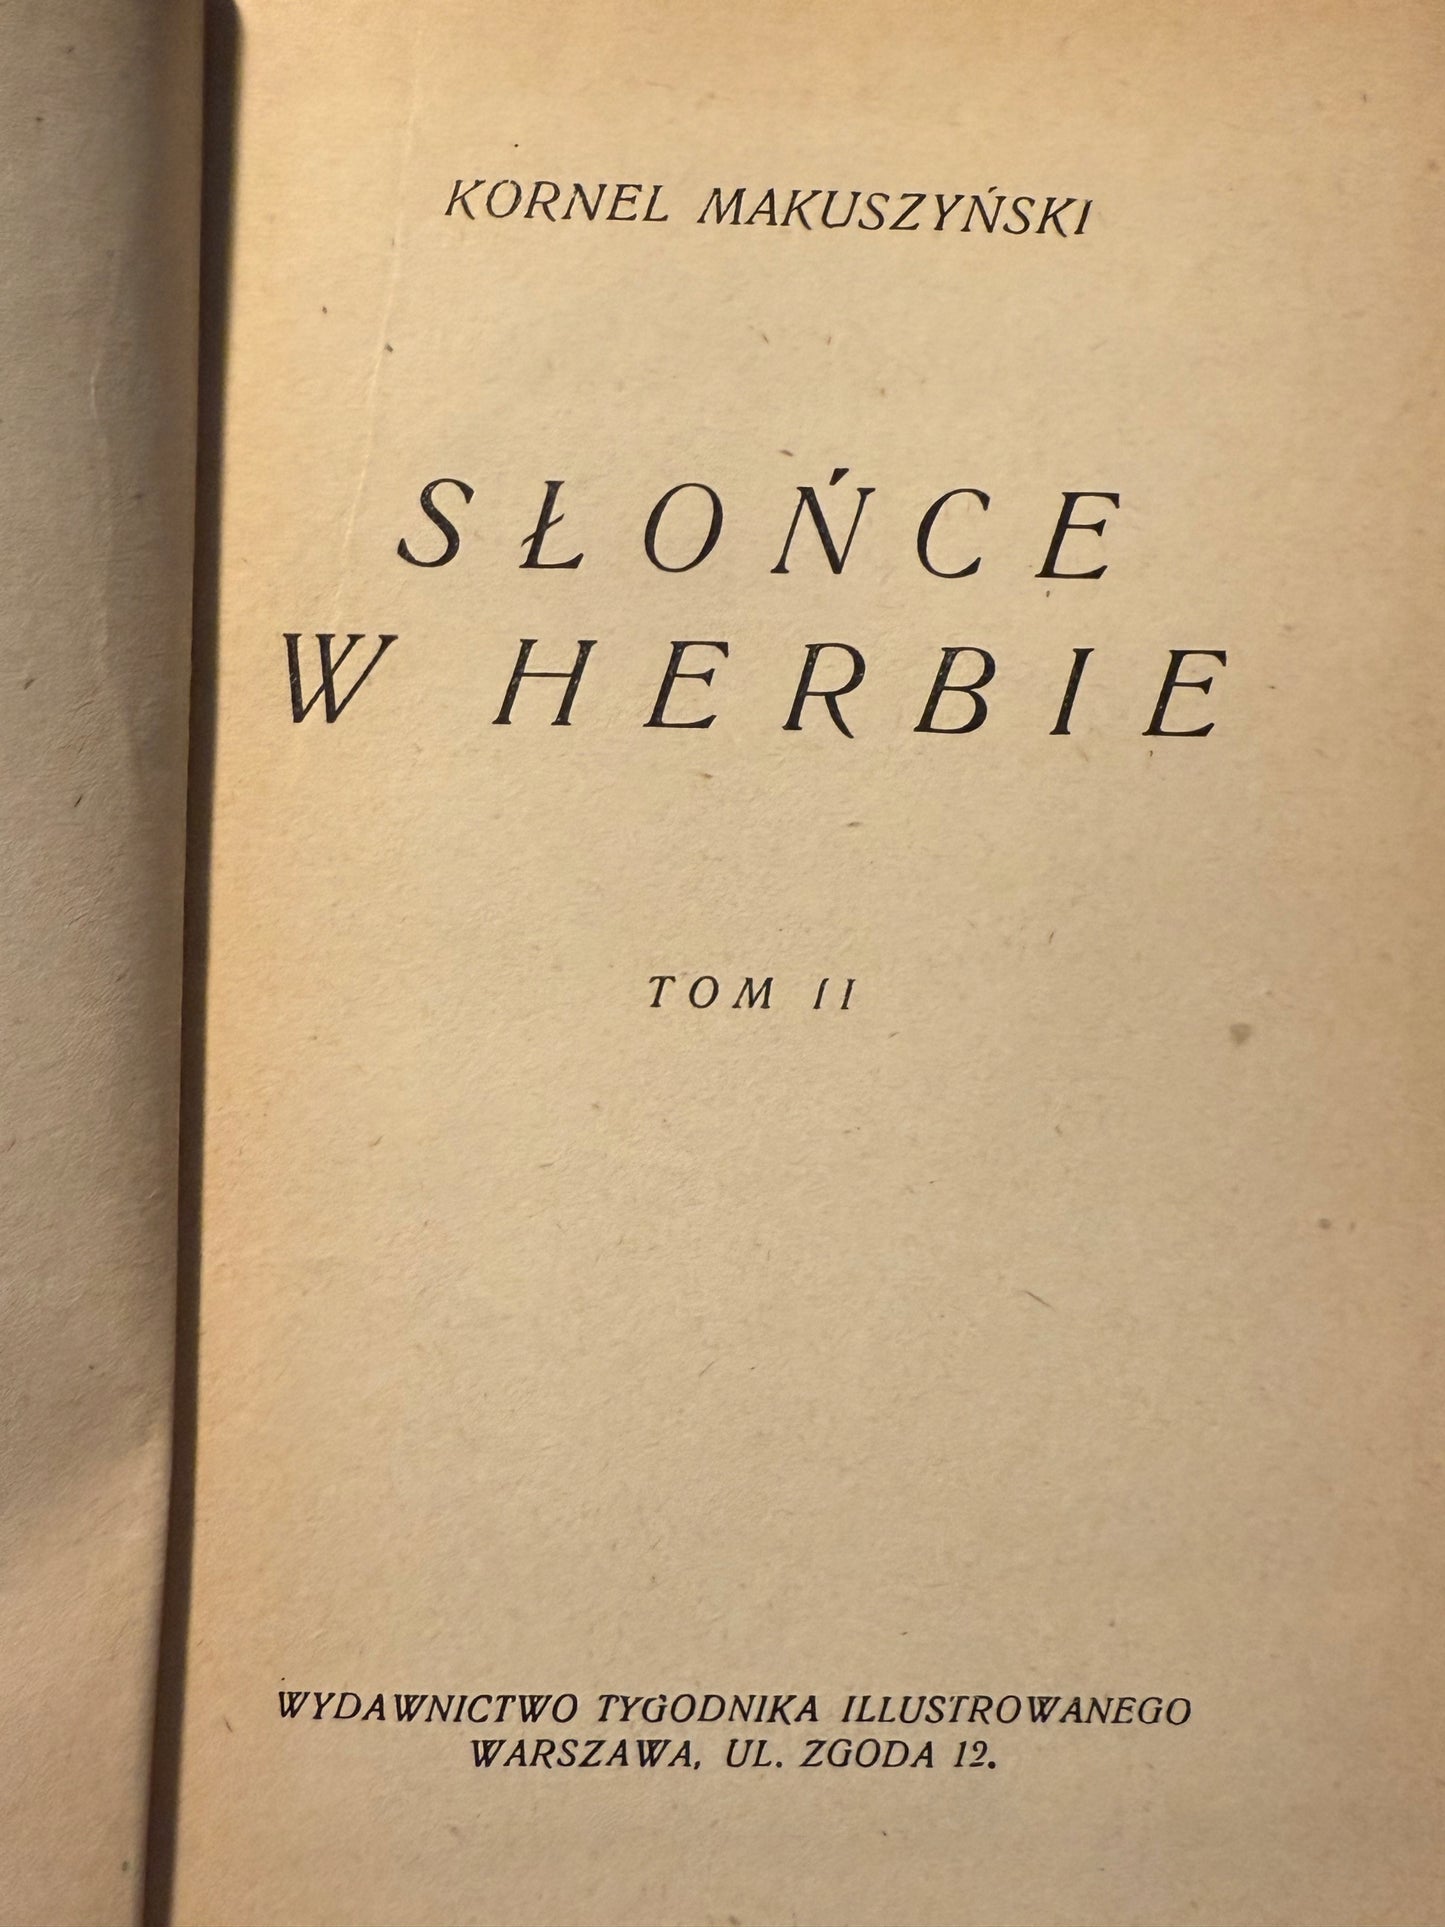 KORNEL MAKUSZYŃSKI
SŁOŃCE
W HERBIE
TOM II
WYDAWNICTWO TYGODNIKA ILLUSTROWANEGO
WARSZAWA, UL. ZGODA 12.